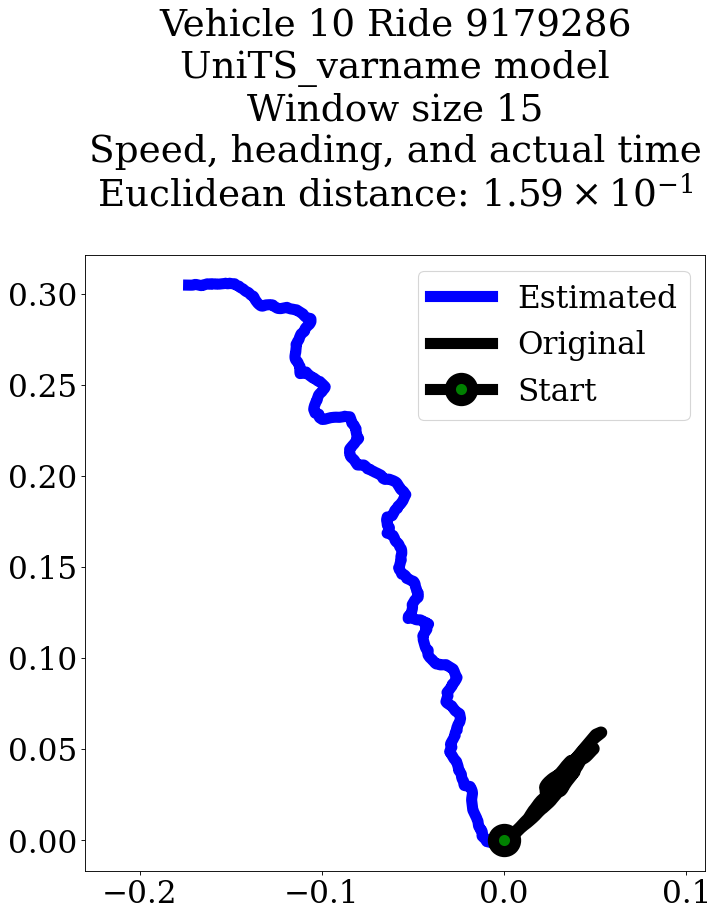 Vehicle 10 Ride 9179286
UniTS_varname model
Window size 15
Speed, heading, and actual time
Euclidean distance: 1.59 × 10⁻¹
Estimated
Original
Start
0.30
0.25
0.20
0.15
0.10
0.05
0.00
−0.2
−0.1
0.0
0.1